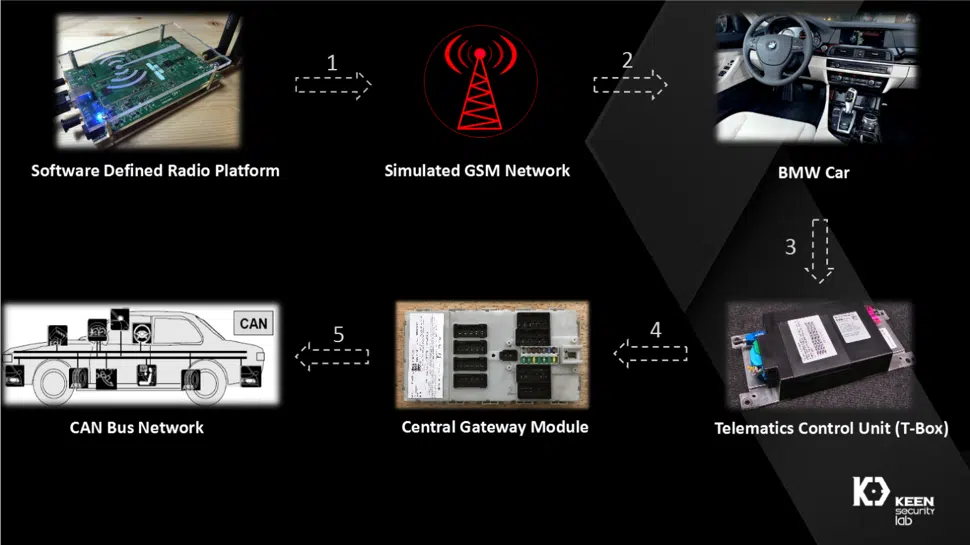 1
2
Software Defined Radio Platform
Simulated GSM Network
BMW Car
3
CAN
5
4
CAN Bus Network
Central Gateway Module
Telematics Control Unit (T-Box)
KEEN
security
lab